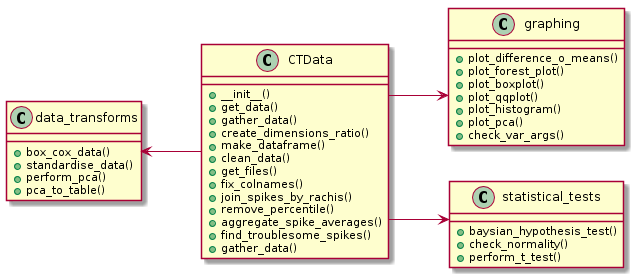 C data_transforms
box_cox_data()
standardise_data()
perform_pca()
pca_to_table()
C CTData
__init__()
get_data()
gather_data()
create_dimensions_ratio()
make_dataframe()
clean_data()
get_files()
fix_colnames()
join_spikes_by_rachis()
remove_percentile()
aggregate_spike_averages()
find_troublesome_spikes()
gather_data()
C graphing
plot_difference_o_means()
plot_forest_plot()
plot_boxplot()
plot_qqplot()
plot_histogram()
plot_pca()
check_var_args()
C statistical_tests
baysian_hypothesis_test()
check_normality()
perform_t_test()